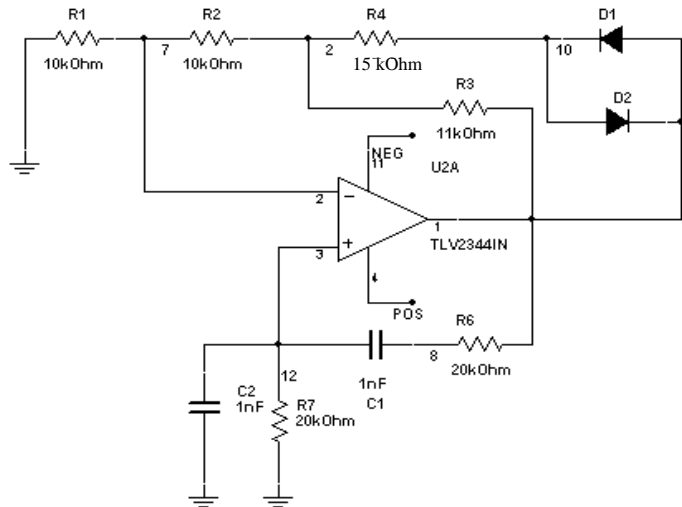 R1
R2
R4
D1
10kOhm
7
10kOhm
2
15 kOhm
10
R3
D2
11kOhm
NEG
11
U2A
2
1
3
TLV2344IN
4
POS
R6
8
20kOhm
12
1nF
C1
C2
1nF
R7
20kOhm